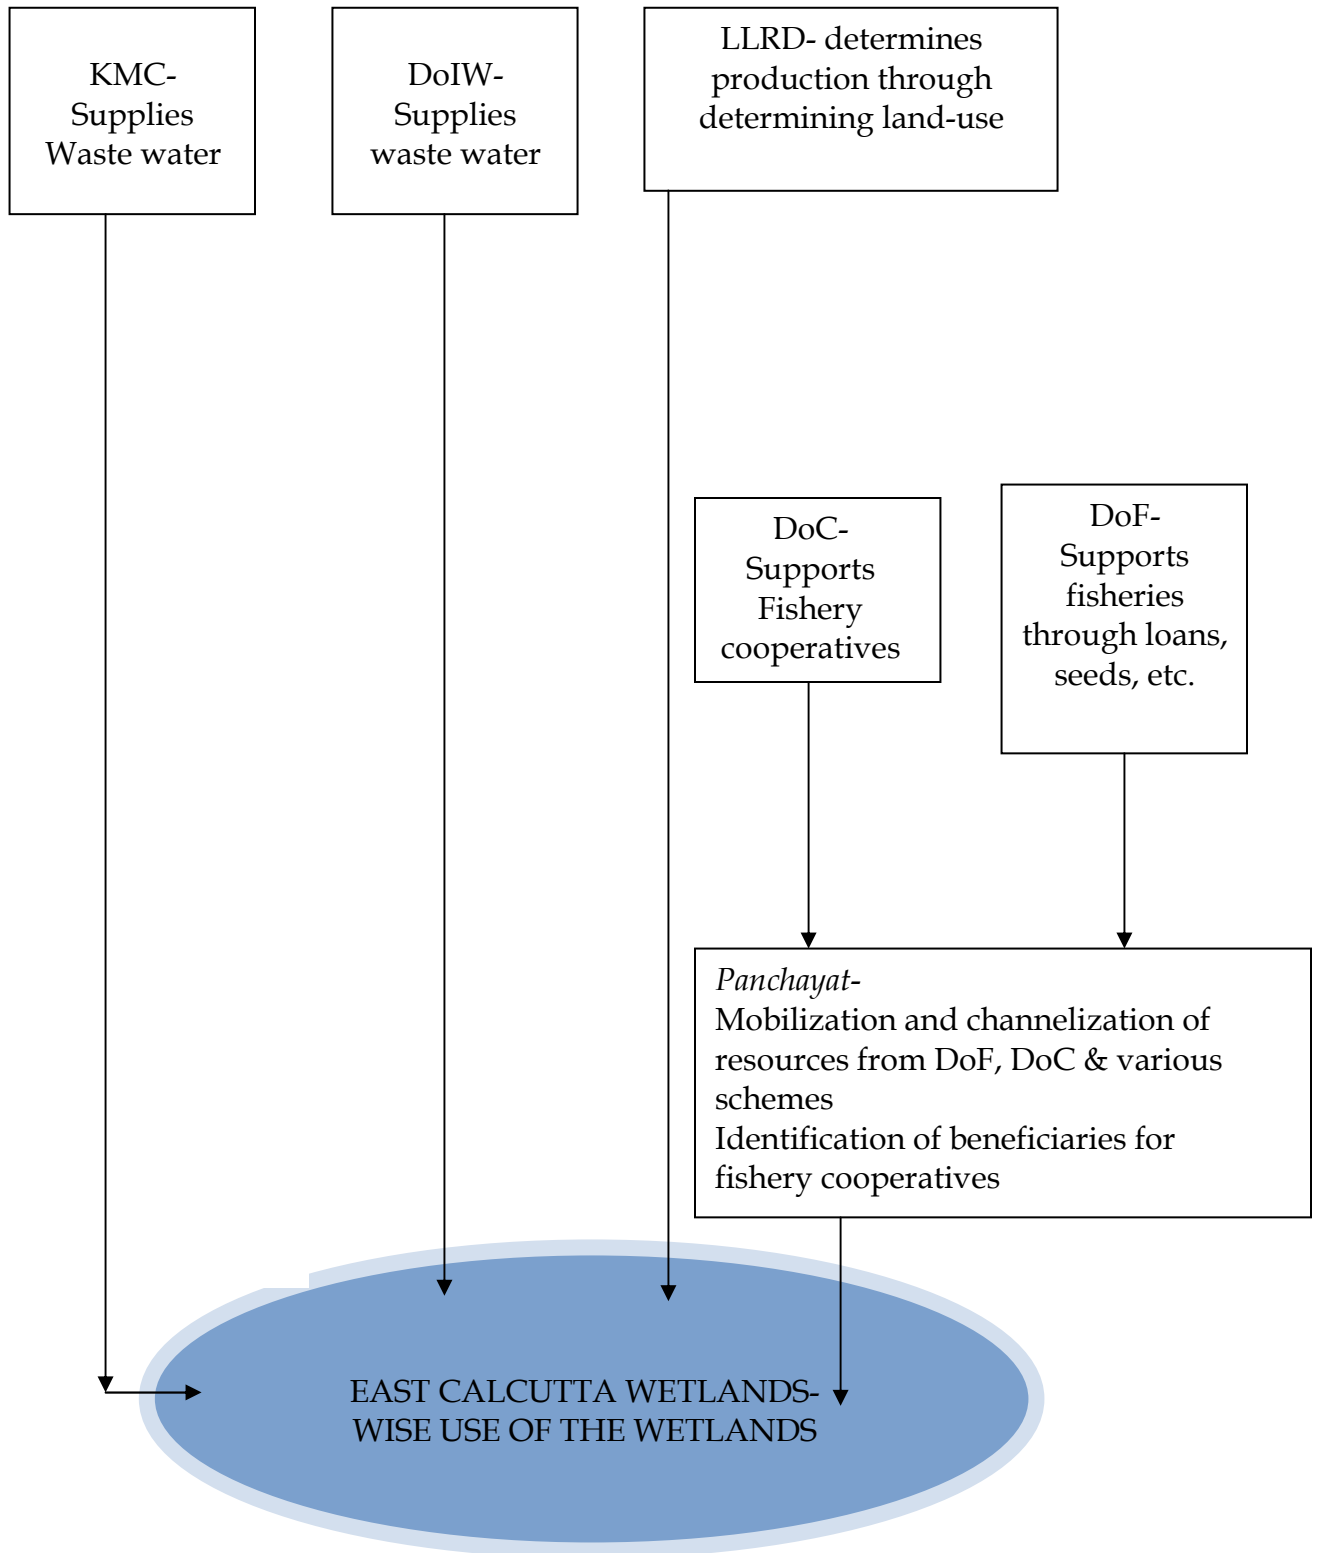 KMC-
Supplies
Waste water
DoIW-
Supplies
waste water
LLRD- determines
production through
determining land-use
DoC-
Supports
Fishery
cooperatives
DoF-
Supports
fisheries
through loans,
seeds, etc.
Panchayat-
Mobilization and channelization of
resources from DoF, DoC & various
schemes
Identification of beneficiaries for
fishery cooperatives
EAST CALCUTTA WETLANDS-
WISE USE OF THE WETLANDS